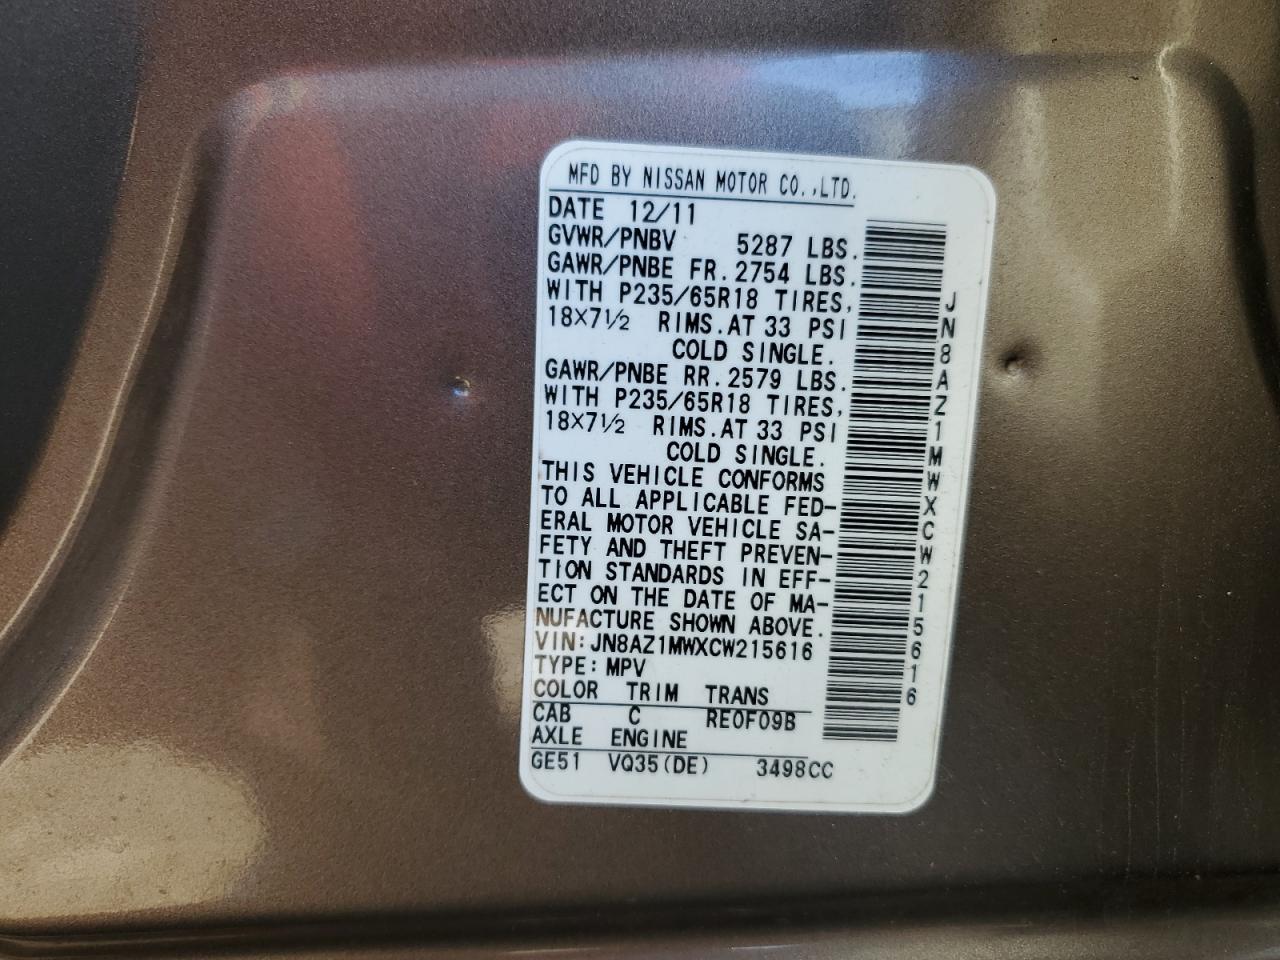 MFD BY NISSAN MOTOR CO.,LTD.
DATE 12/11
GVWR/PNBV 5287 LBS.
GAWR/PNBE FR. 2754 LBS.
WITH P235/65R18 TIRES,
18×7½ RIMS. AT 33 PSI
COLD SINGLE.
GAWR/PNBE RR. 2579 LBS.
WITH P235/65R18 TIRES,
18×7½ RIMS. AT 33 PSI
COLD SINGLE.
THIS VEHICLE CONFORMS
TO ALL APPLICABLE FED-
ERAL MOTOR VEHICLE SA-
FETY AND THEFT PREVEN-
TION STANDARDS IN EFF-
ECT ON THE DATE OF MA-
NUFACTURE SHOWN ABOVE.
VIN: JN8AZ1MWXCW215616
TYPE: MPV
COLOR TRIM TRANS
CAB C RE0F09B
AXLE ENGINE
GE51 VQ35(DE) 3498CC
JN8AZ1MWXCW215616